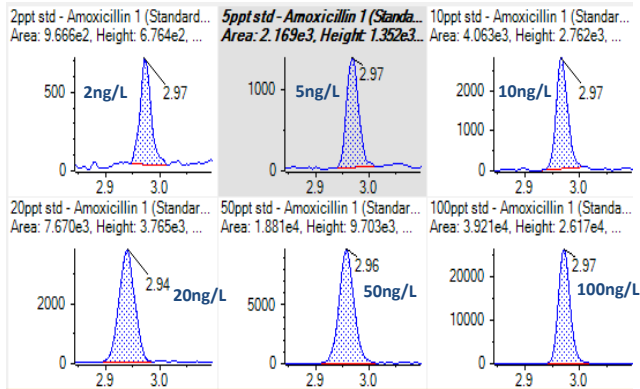 2ppt std - Amoxicillin 1 (Standard...
Area: 9.666e2, Height: 6.764e2, ...
500
0
2.97
2ng/L
2.9 3.0
5ppt std - Amoxicillin 1 (Standa...
Area: 2.169e3, Height: 1.352e3...
1000
0
2.97
5ng/L
2.9 3.0
10ppt std - Amoxicillin 1 (Standar...
Area: 4.063e3, Height: 2.762e3, ...
2000
1000
0
2.97
10ng/L
2.9 3.0
20ppt std - Amoxicillin 1 (Standar...
Area: 7.670e3, Height: 3.765e3, ...
2000
0
2.94
20ng/L
2.9 3.0
50ppt std - Amoxicillin 1 (Standar...
Area: 1.881e4, Height: 9.703e3, ...
5000
0
2.96
50ng/L
2.9 3.0
100ppt std - Amoxicillin 1 (Standa...
Area: 3.921e4, Height: 2.617e4, ...
20000
10000
0
2.97
100ng/L
2.9 3.0